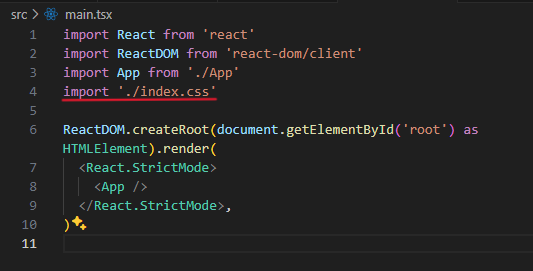 src > main.tsx
1 import React from 'react'
2 import ReactDOM from 'react-dom/client'
3 import App from './App'
4 import './index.css'
5
6 ReactDOM.createRoot(document.getElementById('root') as
HTMLElement).render(
7   <React.StrictMode>
8     <App />
9   </React.StrictMode>,
10 )
11